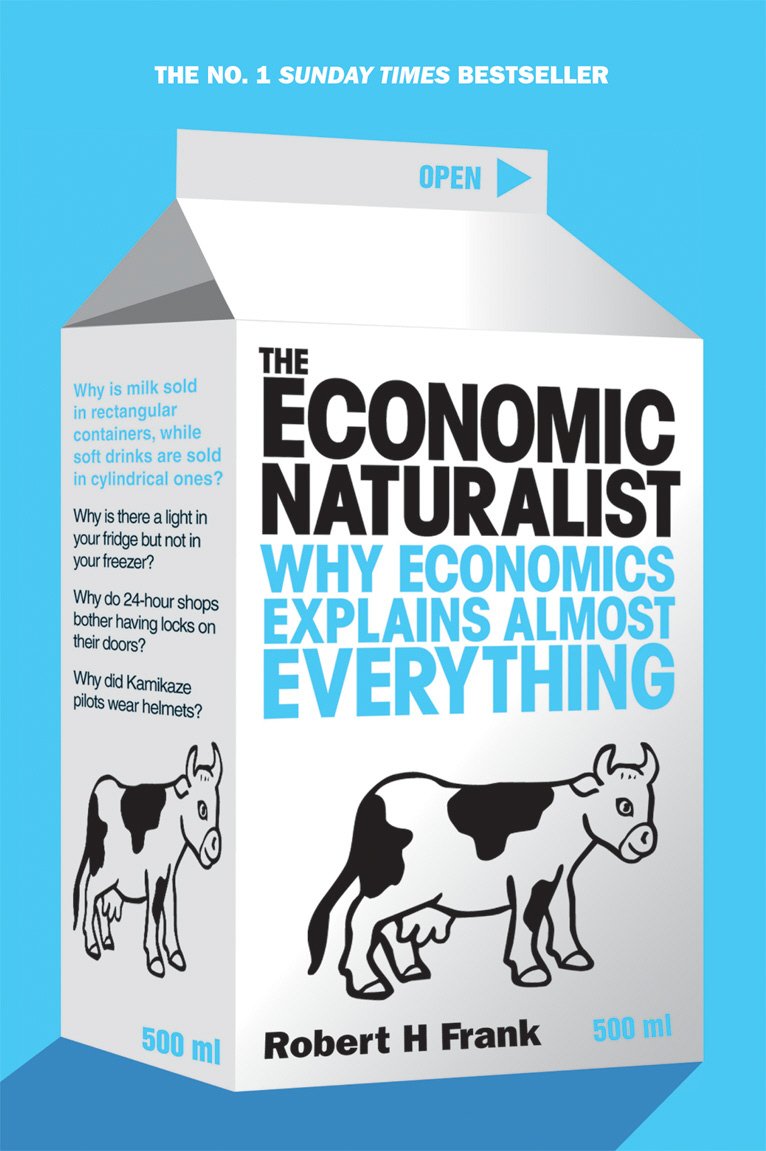 THE NO. 1 SUNDAY TIMES BESTSELLER
OPEN
THE
ECONOMIC
NATURALIST
WHY ECONOMICS
EXPLAINS ALMOST
EVERYTHING
Robert H Frank
500 ml
Why is milk sold
in rectangular
containers, while
soft drinks are sold
in cylindrical ones?
Why is there a light in
your fridge but not in
your freezer?
Why do 24-hour shops
bother having locks on
their doors?
Why did Kamikaze
pilots wear helmets?
500 ml